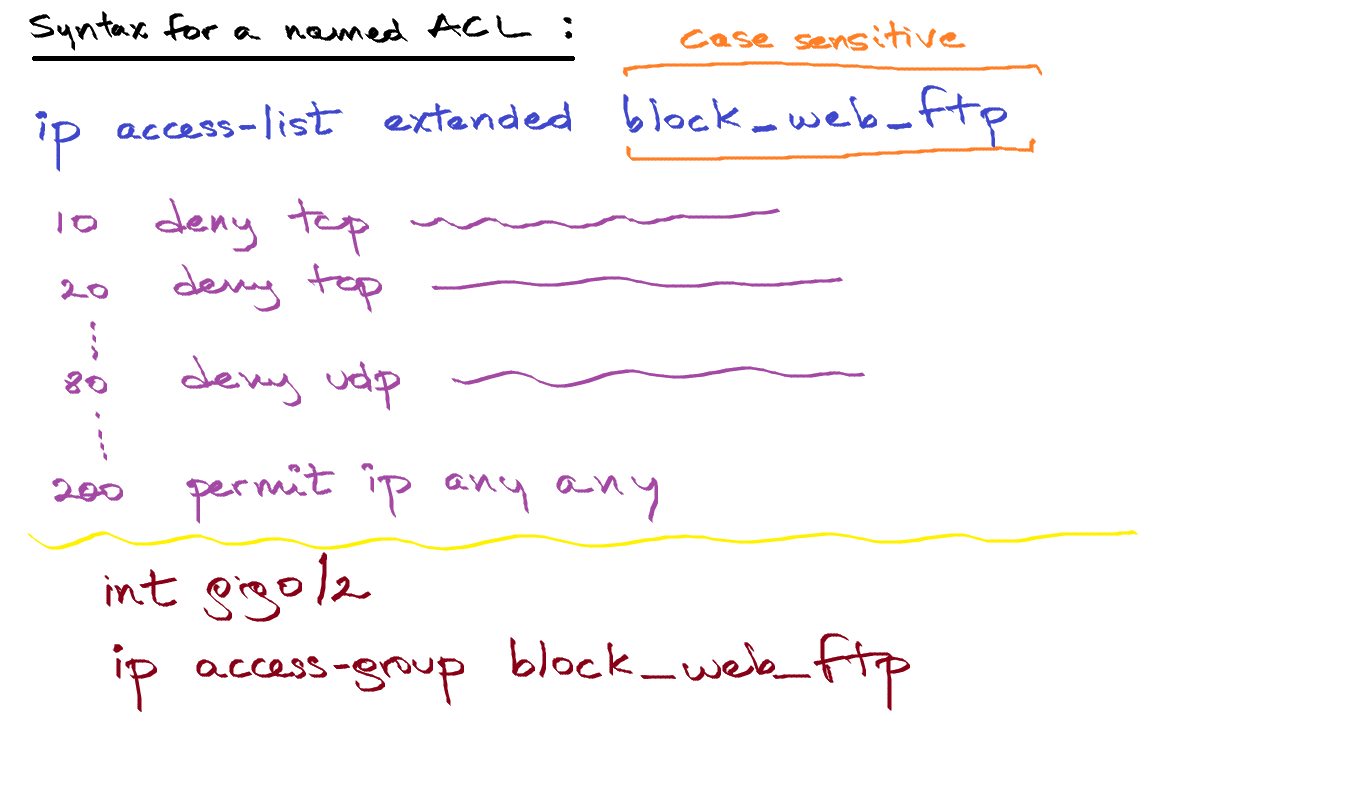 Syntax for a named ACL :
case sensitive
ip access-list extended block_web_ftp
10 deny tcp
20 deny tcp
80 deny udp
200 permit ip any any
int gig0/2
ip access-group block_web_ftp